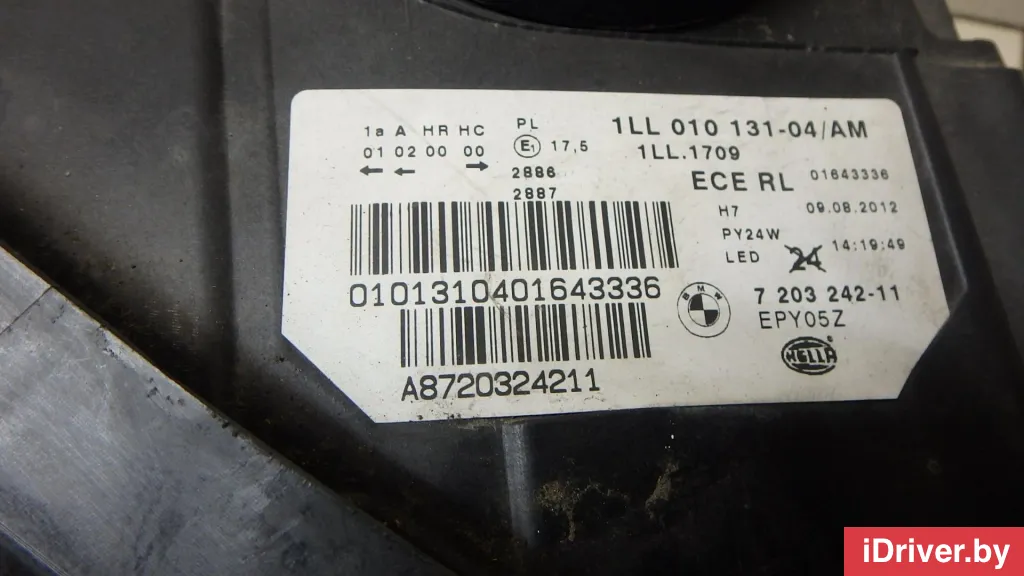 1a A HR HC
01 02 00 00
PL
E1 17,5
2886
2887
1LL 010 131-04/AM
1LL.1709
ECE RL 01643336
H7 09.08.2012
PY24W
LED 24 14:19:49
0101310401643336
BMW
7 203 242-11
EPY05Z
A8720324211
HELLA
iDriver.by